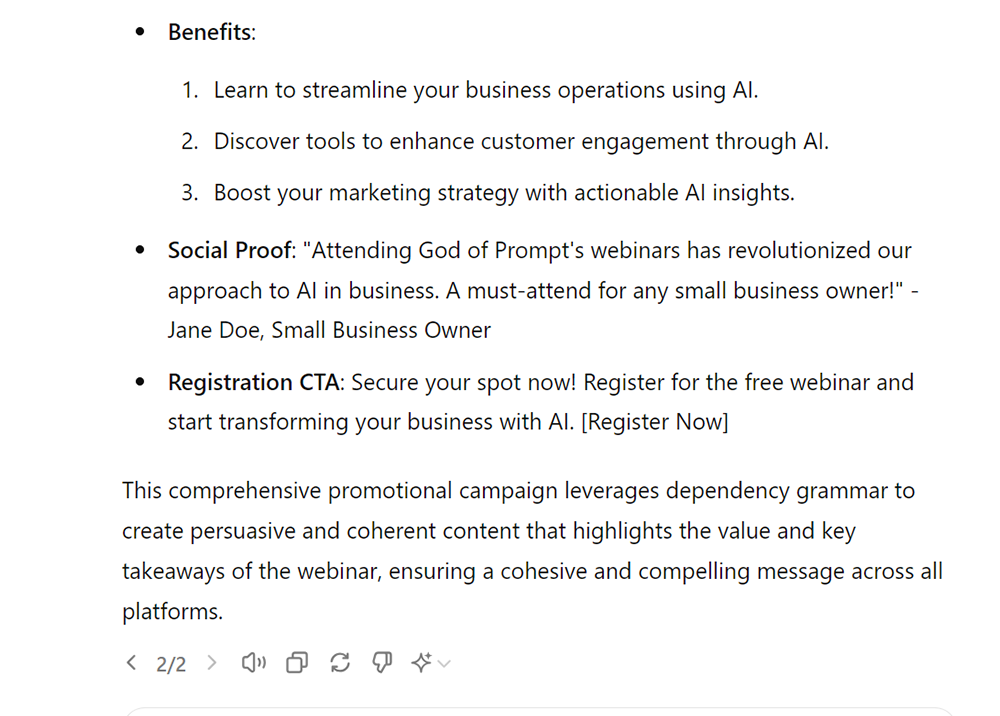 • Benefits:
1. Learn to streamline your business operations using AI.
2. Discover tools to enhance customer engagement through AI.
3. Boost your marketing strategy with actionable AI insights.
• Social Proof: "Attending God of Prompt's webinars has revolutionized our
approach to AI in business. A must-attend for any small business owner!" -
Jane Doe, Small Business Owner
• Registration CTA: Secure your spot now! Register for the free webinar and
start transforming your business with AI. [Register Now]
This comprehensive promotional campaign leverages dependency grammar to
create persuasive and coherent content that highlights the value and key
takeaways of the webinar, ensuring a cohesive and compelling message across all
platforms.
2/2